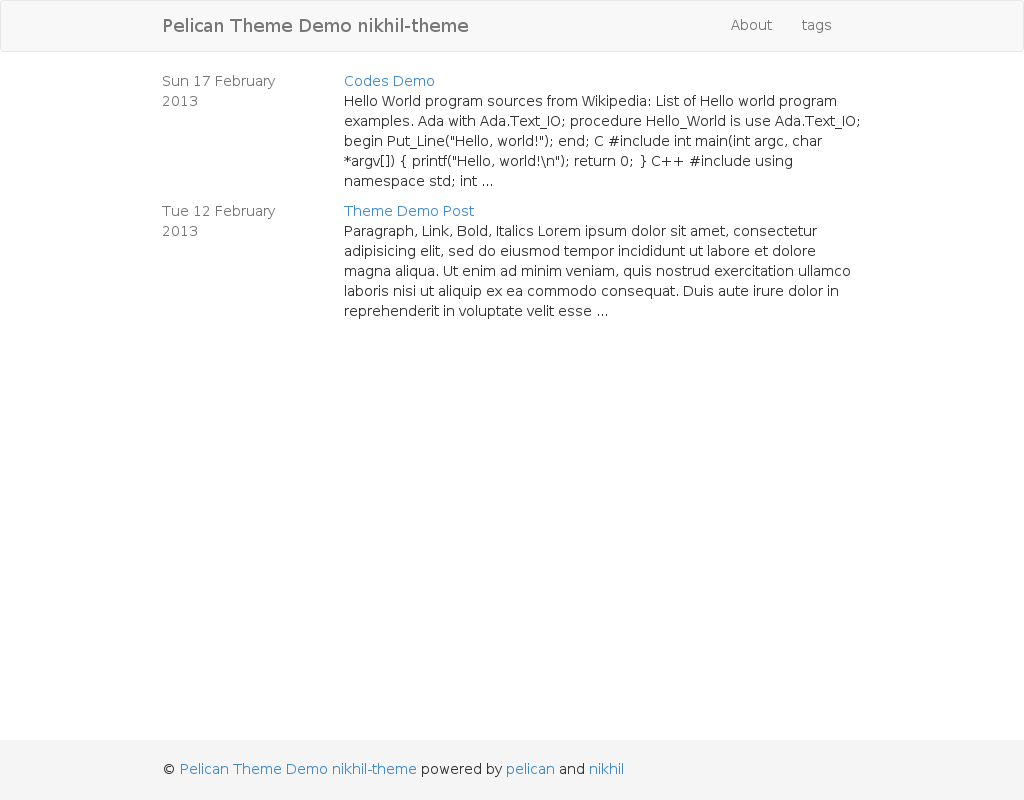 Pelican Theme Demo nikhil-theme About tags
Sun 17 February
2013
Codes Demo
Hello World program sources from Wikipedia: List of Hello world program
examples. Ada with Ada.Text_IO; procedure Hello_World is use Ada.Text_IO;
begin Put_Line("Hello, world!"); end; C #include int main(int argc, char
*argv[]) { printf("Hello, world!\n"); return 0; } C++ #include using
namespace std; int ...
Tue 12 February
2013
Theme Demo Post
Paragraph, Link, Bold, Italics Lorem ipsum dolor sit amet, consectetur
adipisicing elit, sed do eiusmod tempor incididunt ut labore et dolore
magna aliqua. Ut enim ad minim veniam, quis nostrud exercitation ullamco
laboris nisi ut aliquip ex ea commodo consequat. Duis aute irure dolor in
reprehenderit in voluptate velit esse ...
© Pelican Theme Demo nikhil-theme powered by pelican and nikhil